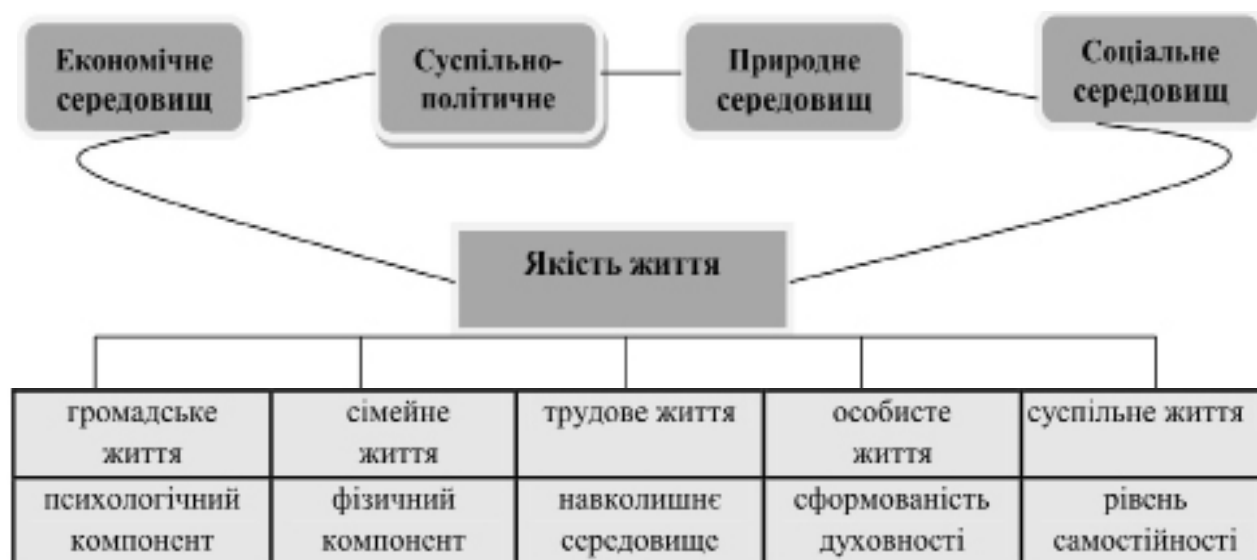 Економічне
середовищ
Суспільно-
політичне
Природне
середовищ
Соціальне
середовищ
Якість життя
громадське
життя
сімейне
життя
трудове життя
особисте
життя
суспільне життя
психологічний
компонент
фізичний
компонент
навколишнє
середовище
сформованість
духовності
рівень
самостійності